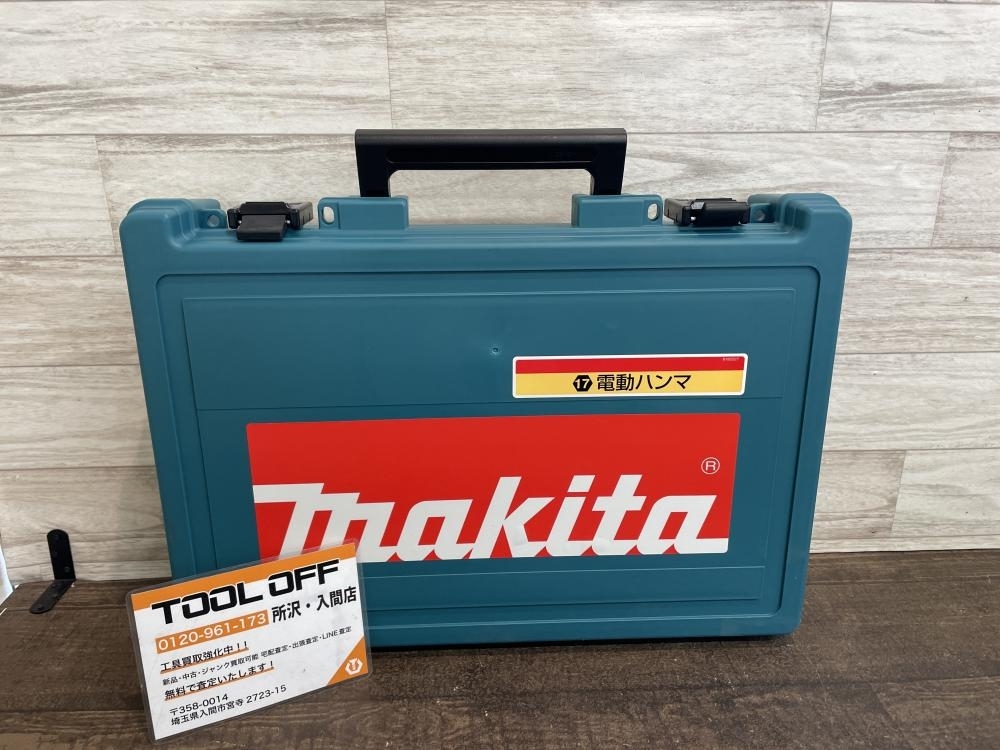 ⑰電動ハンマ
makita®
TOOL OFF
0120-961-173 所沢・入間店
工具買取強化中！！
新品・中古・ジャンク買取可能 宅配査定・出張査定・LINE査定
無料で査定いたします！
〒358-0014
埼玉県入間市宮寺 2723-15